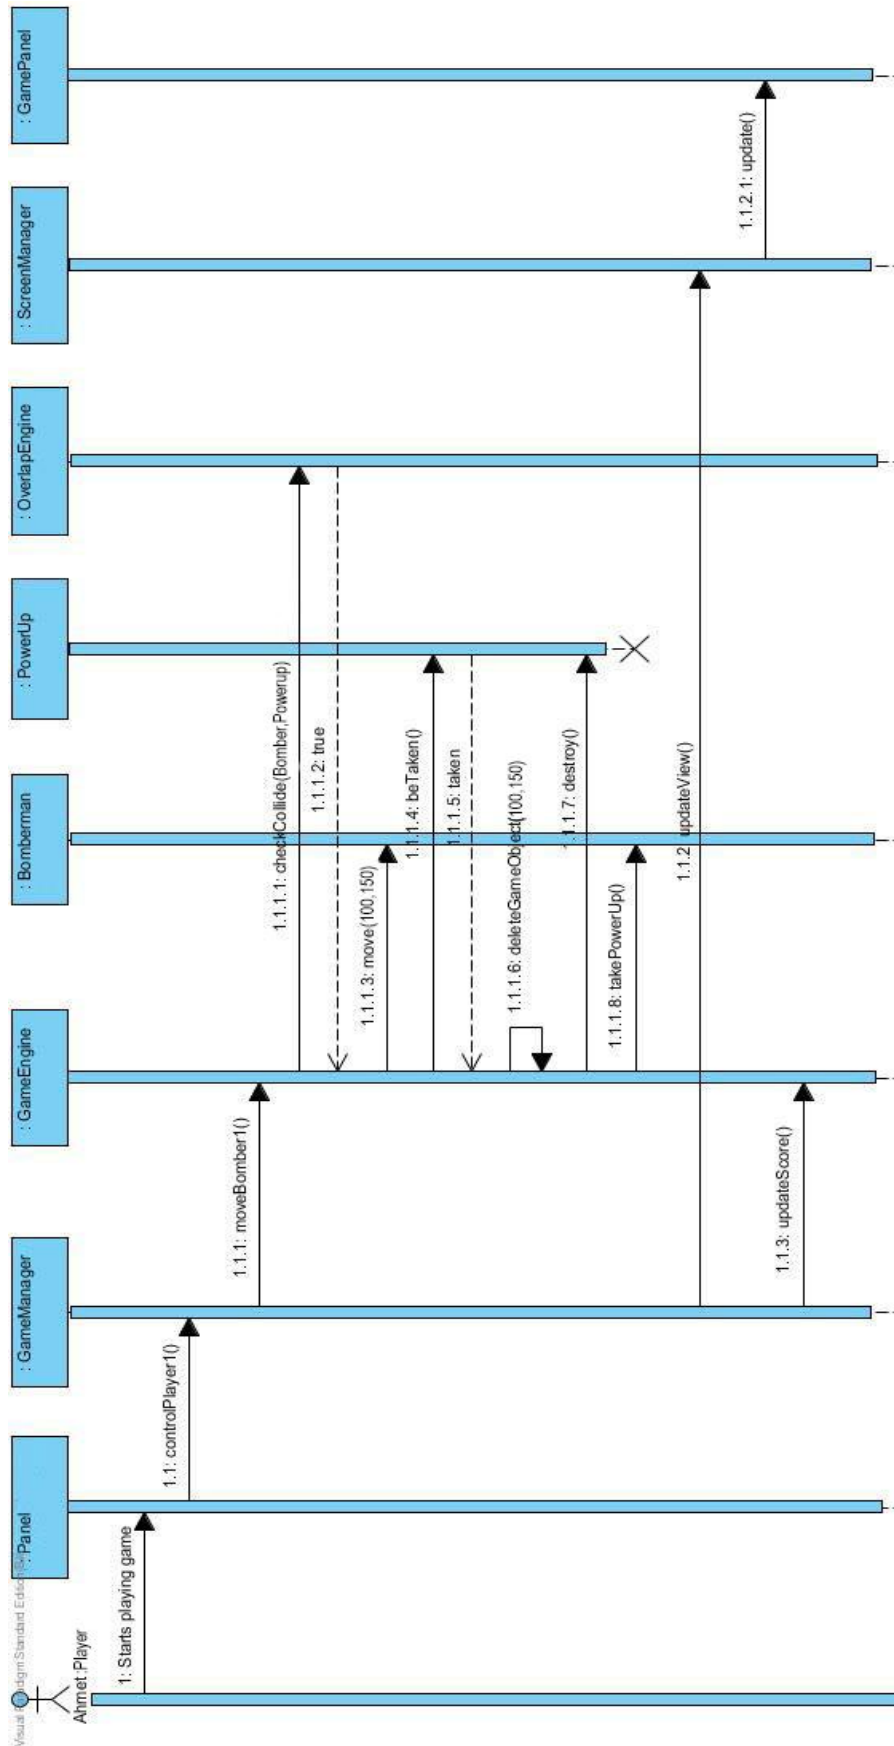 Visual Paradigm Standard Edition
Ahmet:Player
: Panel
: GameManager
: GameEngine
: Bomberman
: PowerUp
: OverlapEngine
: ScreenManager
: GamePanel
1: Starts playing game
1.1: controlPlayer1()
1.1.1: moveBomber1()
1.1.1.1: checkCollide(Bomber,Powerup)
1.1.1.2: true
1.1.1.3: move(100,150)
1.1.1.4: beTaken()
1.1.1.5: taken
1.1.1.6: deleteGameObject(100,150)
1.1.1.7: destroy()
1.1.1.8: takePowerUp()
1.1.2: updateView()
1.1.2.1: update()
1.1.3: updateScore()